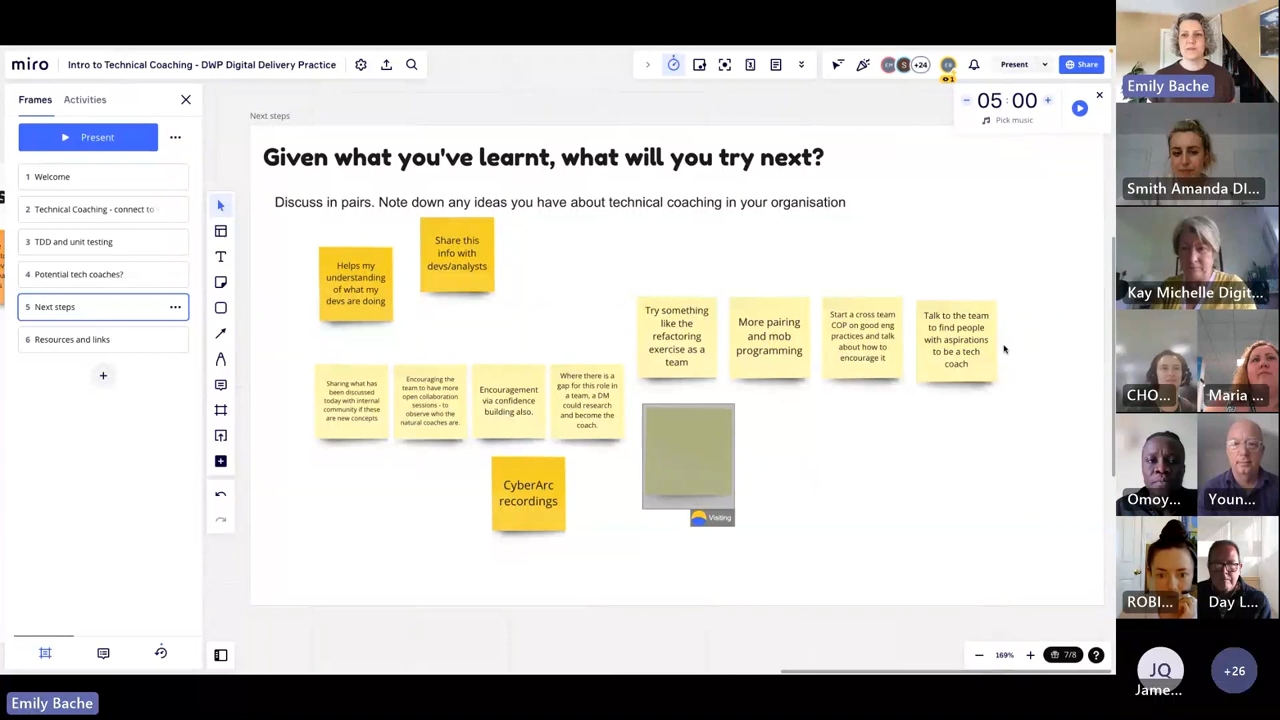 miro
Intro to Technical Coaching - DWP Digital Delivery Practice
+24
Present
Share
Frames
Activities
Present
1 Welcome
2 Technical Coaching - connect to
3 TDD and unit testing
4 Potential tech coaches?
5 Next steps
6 Resources and links
05 : 00
Pick music
Next steps
Given what you've learnt, what will you try next?
Discuss in pairs. Note down any ideas you have about technical coaching in your organisation
Helps my
understanding
of what my
devs are doing
Share this
info with
devs/analysts
Try something
like the
refactoring
exercise as a
team
More pairing
and mob
programming
Start a cross team
COP on good eng
practices and talk
about how to
encourage it
Talk to the team
to find people
with aspirations
to be a tech
coach
Sharing what has
been discussed
today with internal
community if these
are new concepts
Encouraging the
team to have more
open collaboration
sessions - to
observe who the
natural coaches are.
Encouragement
via confidence
building also.
Where there is a
gap for this role in
a team, a DM
could research
and become the
coach.
CyberArc
recordings
Visiting
169%
7/8
Emily Bache
Emily Bache
Smith Amanda DI...
Kay Michelle Digit...
CHO...
Maria ...
Omoy...
Youn...
ROBI...
Day L...
JQ
Jame...
+26